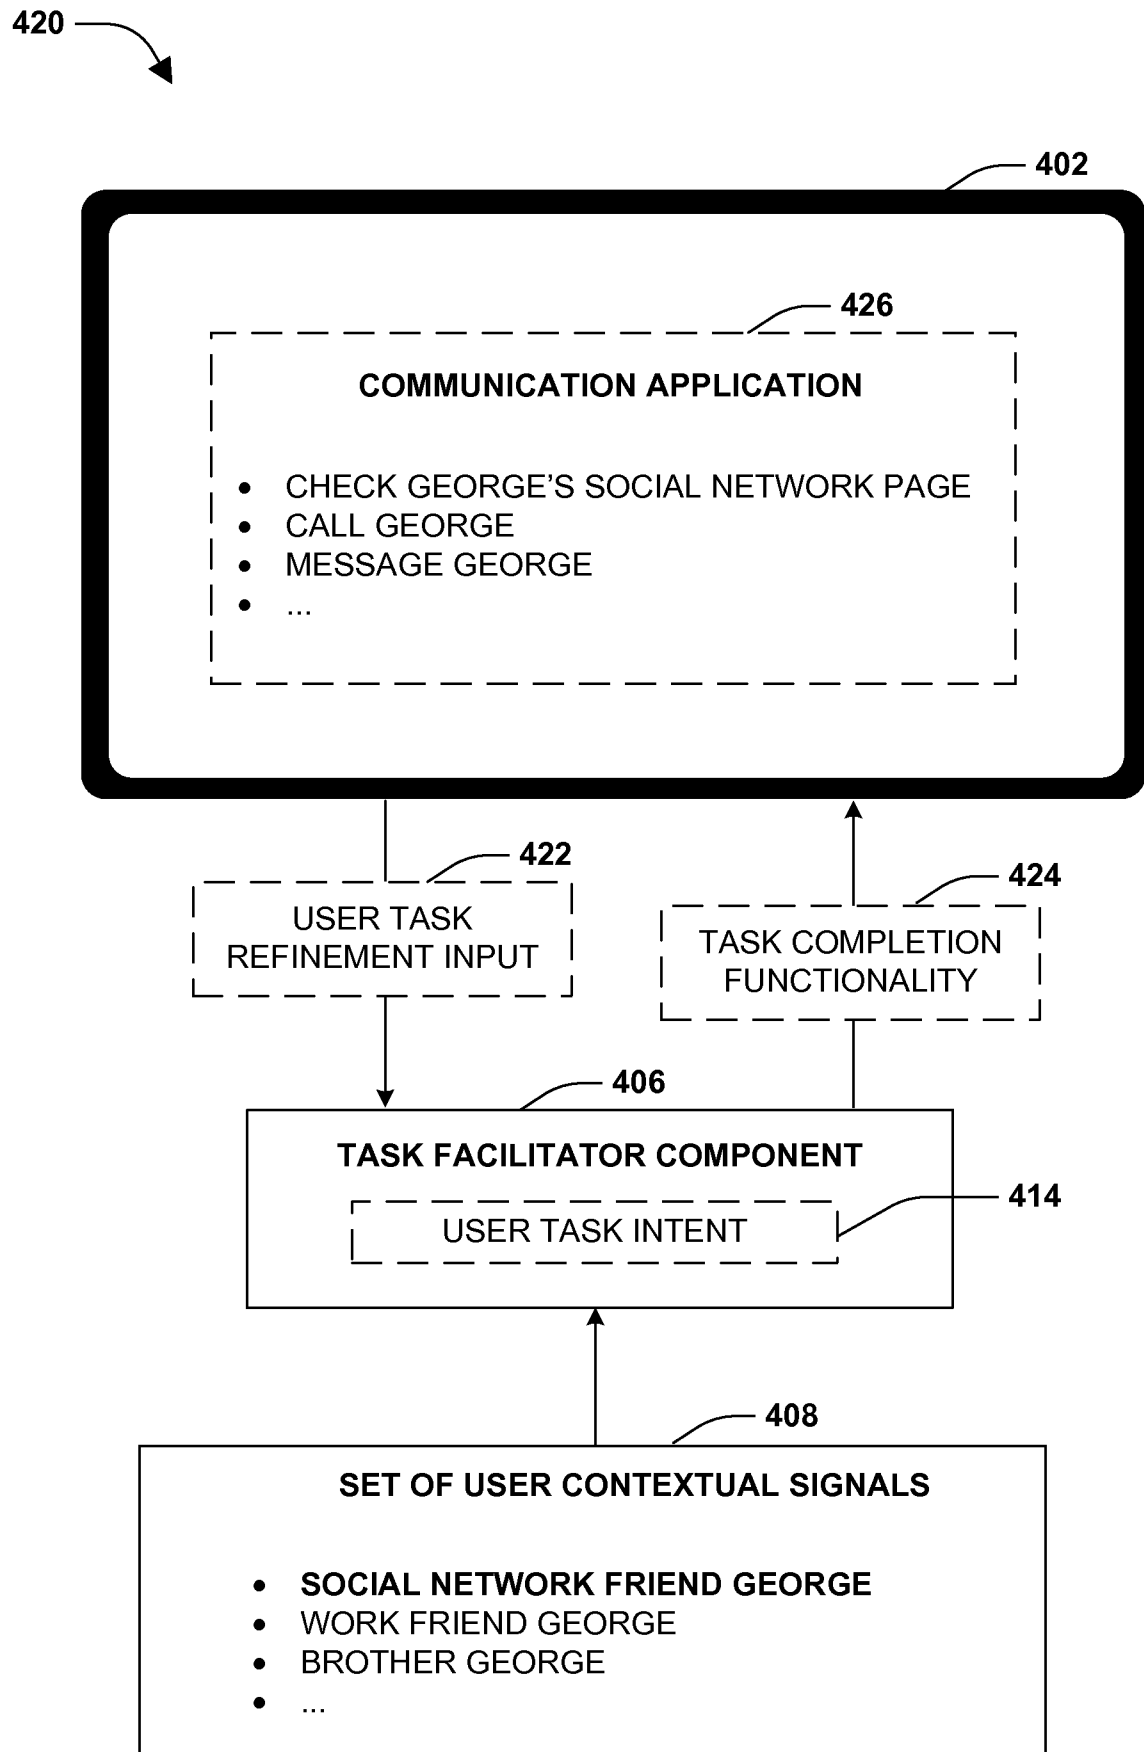 420
402
426
COMMUNICATION APPLICATION
• CHECK GEORGE'S SOCIAL NETWORK PAGE
• CALL GEORGE
• MESSAGE GEORGE
• ...
422
424
USER TASK
REFINEMENT INPUT
TASK COMPLETION
FUNCTIONALITY
406
TASK FACILITATOR COMPONENT
414
USER TASK INTENT
408
SET OF USER CONTEXTUAL SIGNALS
• SOCIAL NETWORK FRIEND GEORGE
• WORK FRIEND GEORGE
• BROTHER GEORGE
• ...